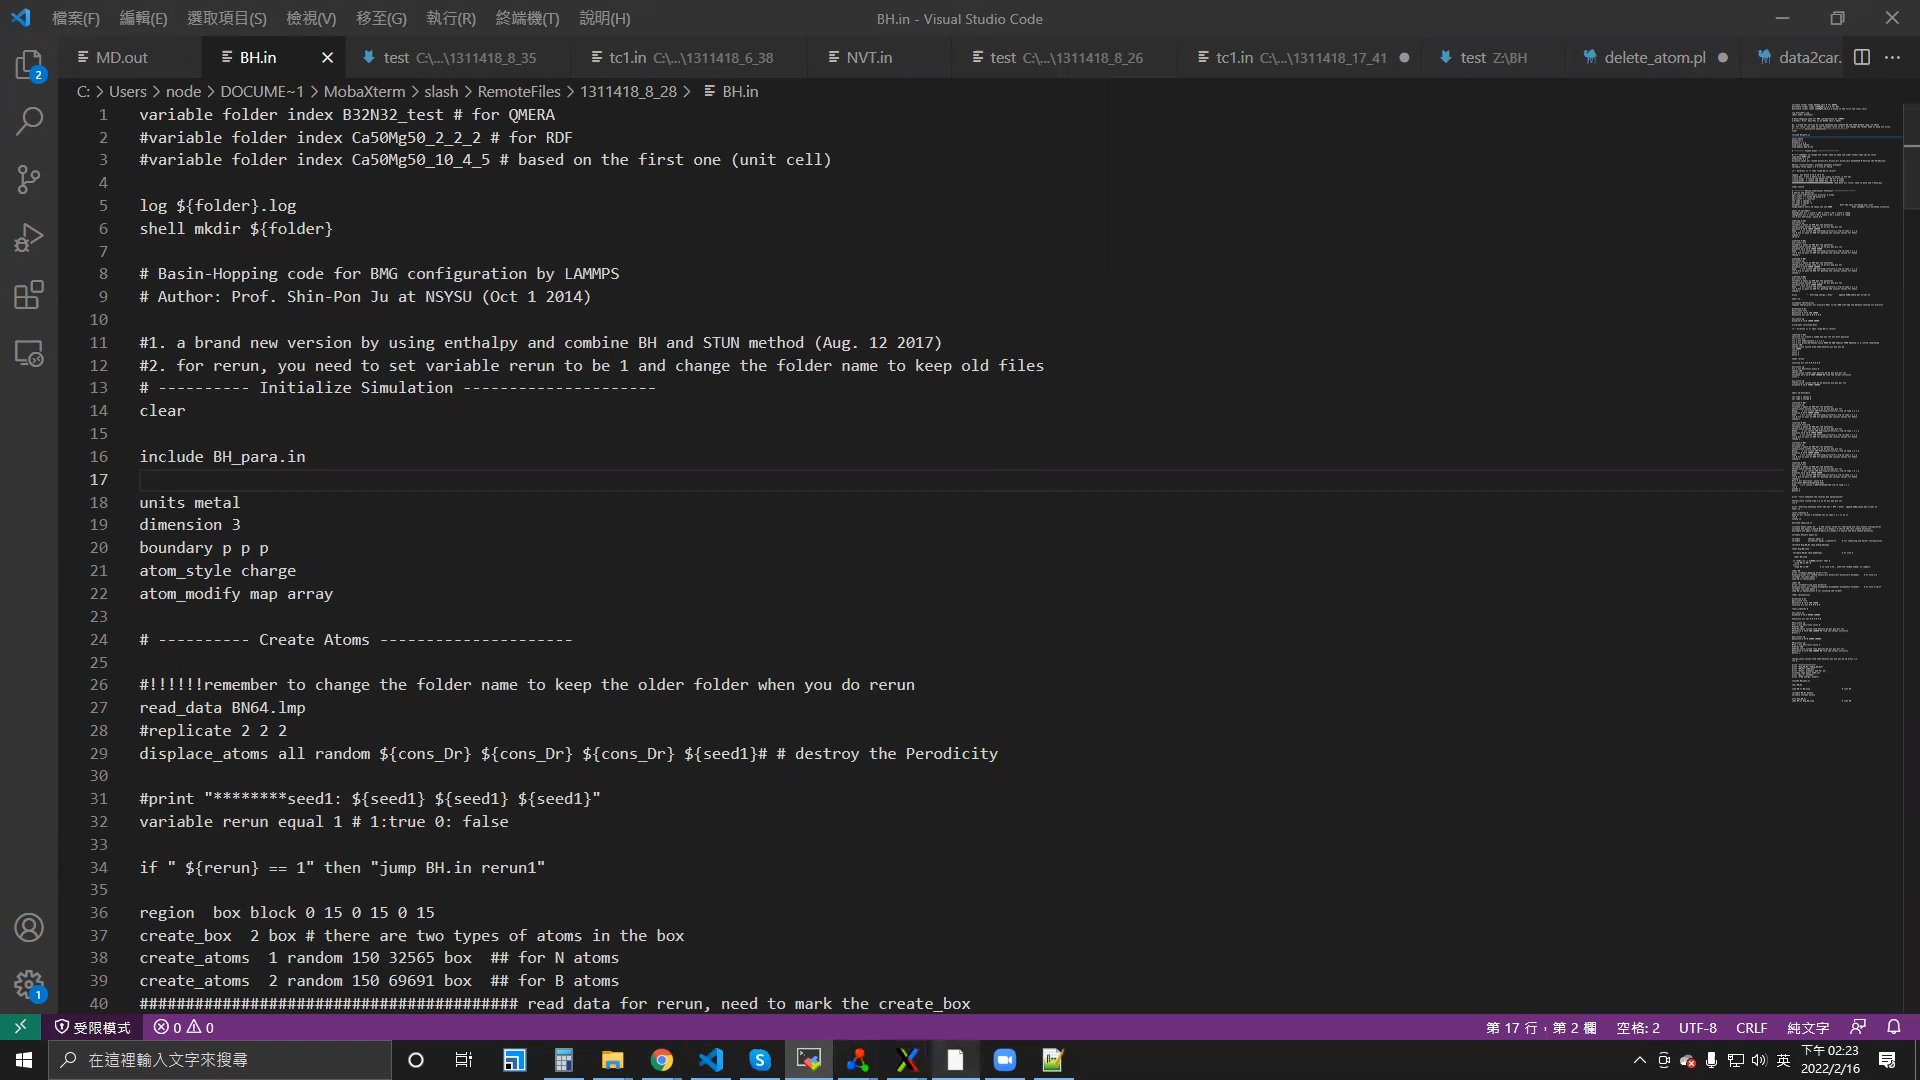 檔案(F) 編輯(E) 選取項目(S) 檢視(V) 移至(G) 執行(R) 終端機(T) 說明(H) BH.in - Visual Studio Code
MD.out BH.in test C:\...\1311418_8_35 tc1.in C:\...\1311418_6_38 NVT.in test C:\...\1311418_8_26 tc1.in C:\...\1311418_17_41 test Z:\BH delete_atom.pl data2car.
C: > Users > node > DOCUME~1 > MobaXterm > slash > RemoteFiles > 1311418_8_28 > BH.in
1 variable folder index B32N32_test # for QMERA
2 #variable folder index Ca50Mg50_2_2_2 # for RDF
3 #variable folder index Ca50Mg50_10_4_5 # based on the first one (unit cell)
4
5 log ${folder}.log
6 shell mkdir ${folder}
7
8 # Basin-Hopping code for BMG configuration by LAMMPS
9 # Author: Prof. Shin-Pon Ju at NSYSU (Oct 1 2014)
10
11 #1. a brand new version by using enthalpy and combine BH and STUN method (Aug. 12 2017)
12 #2. for rerun, you need to set variable rerun to be 1 and change the folder name to keep old files
13 # ---------- Initialize Simulation ---------------------
14 clear
15
16 include BH_para.in
17
18 units metal
19 dimension 3
20 boundary p p p
21 atom_style charge
22 atom_modify map array
23
24 # ---------- Create Atoms ---------------------
25
26 #!!!!!!remember to change the folder name to keep the older folder when you do rerun
27 read_data BN64.lmp
28 #replicate 2 2 2
29 displace_atoms all random ${cons_Dr} ${cons_Dr} ${cons_Dr} ${seed1}# # destroy the Perodicity
30
31 #print "********seed1: ${seed1} ${seed1} ${seed1}"
32 variable rerun equal 1 # 1:true 0: false
33
34 if " ${rerun} == 1" then "jump BH.in rerun1"
35
36 region  box block 0 15 0 15 0 15
37 create_box  2 box # there are two types of atoms in the box
38 create_atoms  1 random 150 32565 box  ## for N atoms
39 create_atoms  2 random 150 69691 box  ## for B atoms
40 ######################################### read data for rerun, need to mark the create_box
2
1
受限模式 0 0 第 17 行，第 2 欄 空格: 2 UTF-8 CRLF 純文字
在這裡輸入文字來搜尋 英 下午 02:23
2022/2/16